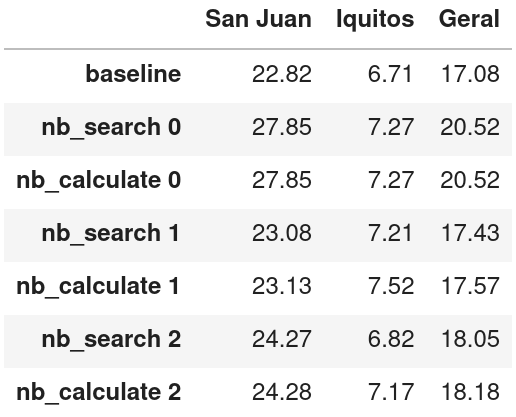 San Juan Iquitos Geral
baseline 22.82 6.71 17.08
nb_search 0 27.85 7.27 20.52
nb_calculate 0 27.85 7.27 20.52
nb_search 1 23.08 7.21 17.43
nb_calculate 1 23.13 7.52 17.57
nb_search 2 24.27 6.82 18.05
nb_calculate 2 24.28 7.17 18.18